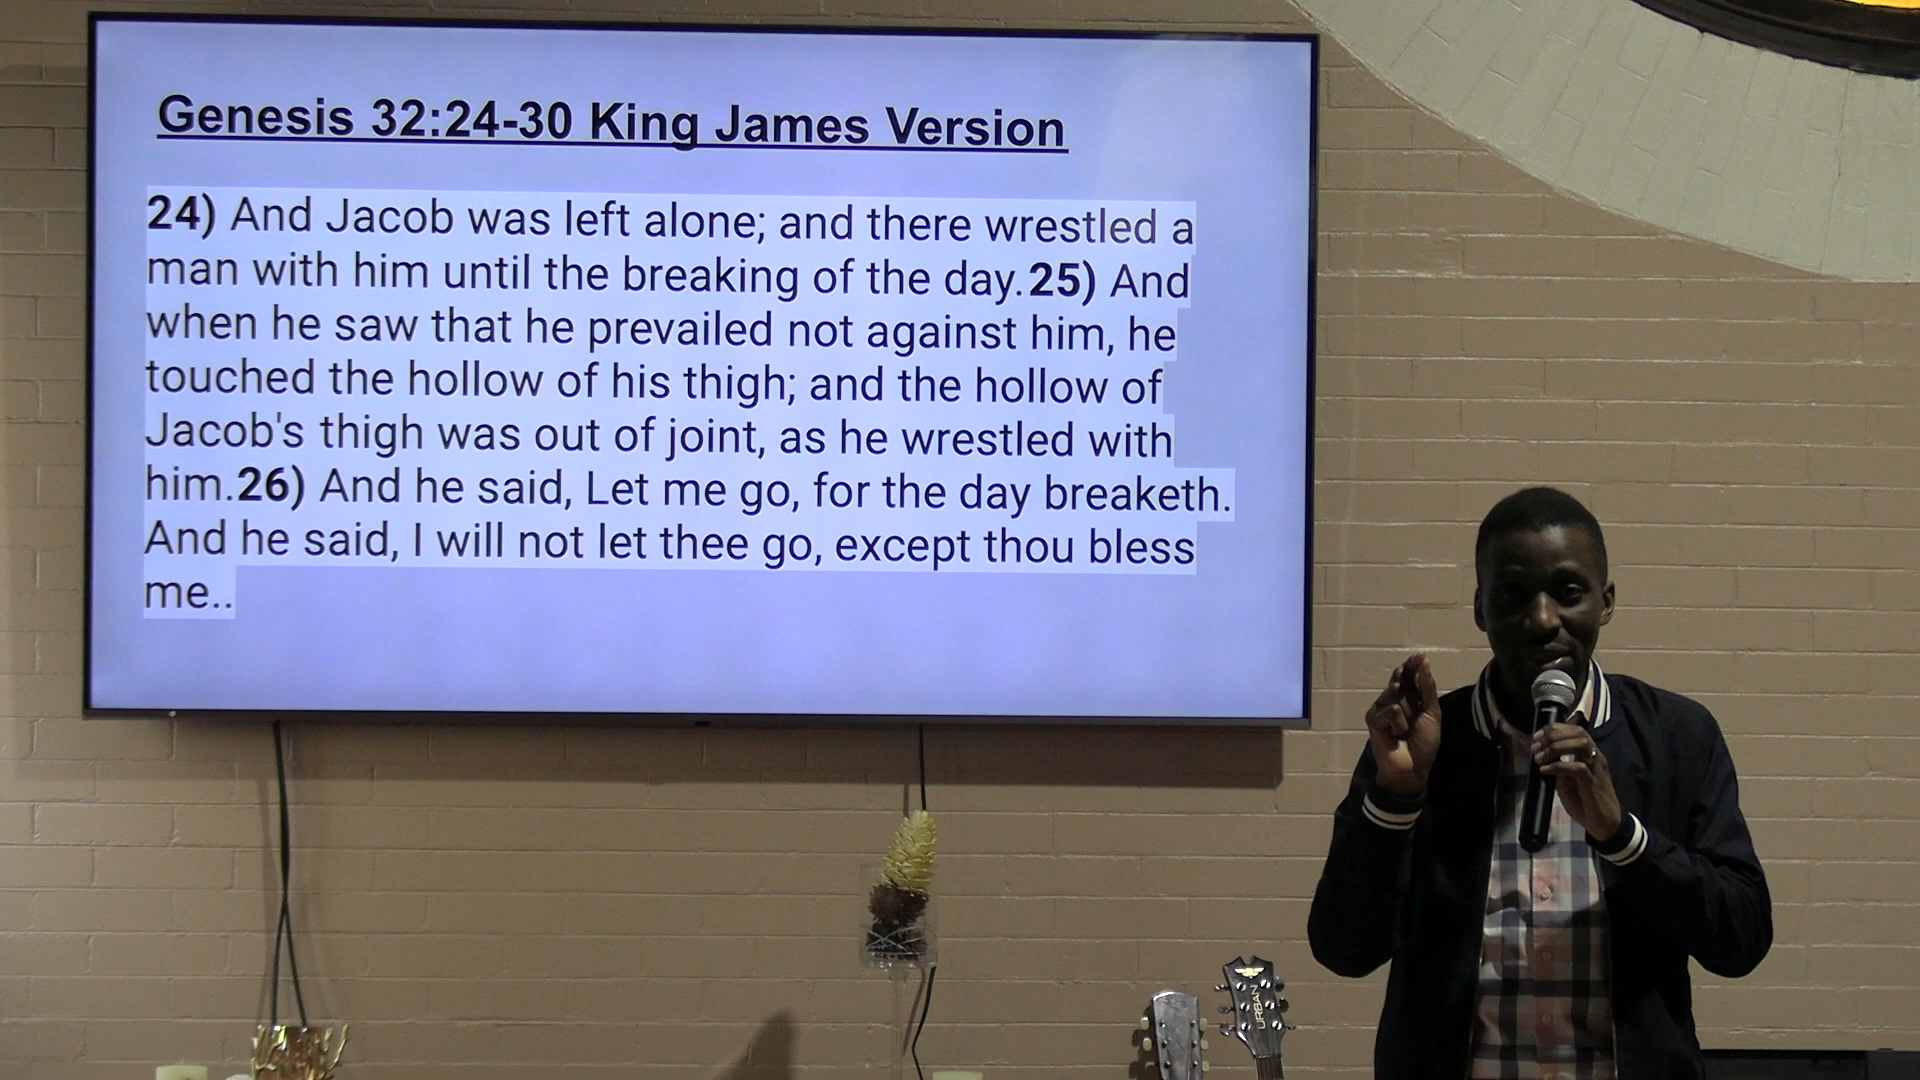 Genesis 32:24-30 King James Version
24) And Jacob was left alone; and there wrestled a
man with him until the breaking of the day.25) And
when he saw that he prevailed not against him, he
touched the hollow of his thigh; and the hollow of
Jacob's thigh was out of joint, as he wrestled with
him.26) And he said, Let me go, for the day breaketh.
And he said, I will not let thee go, except thou bless
me..
URBAN